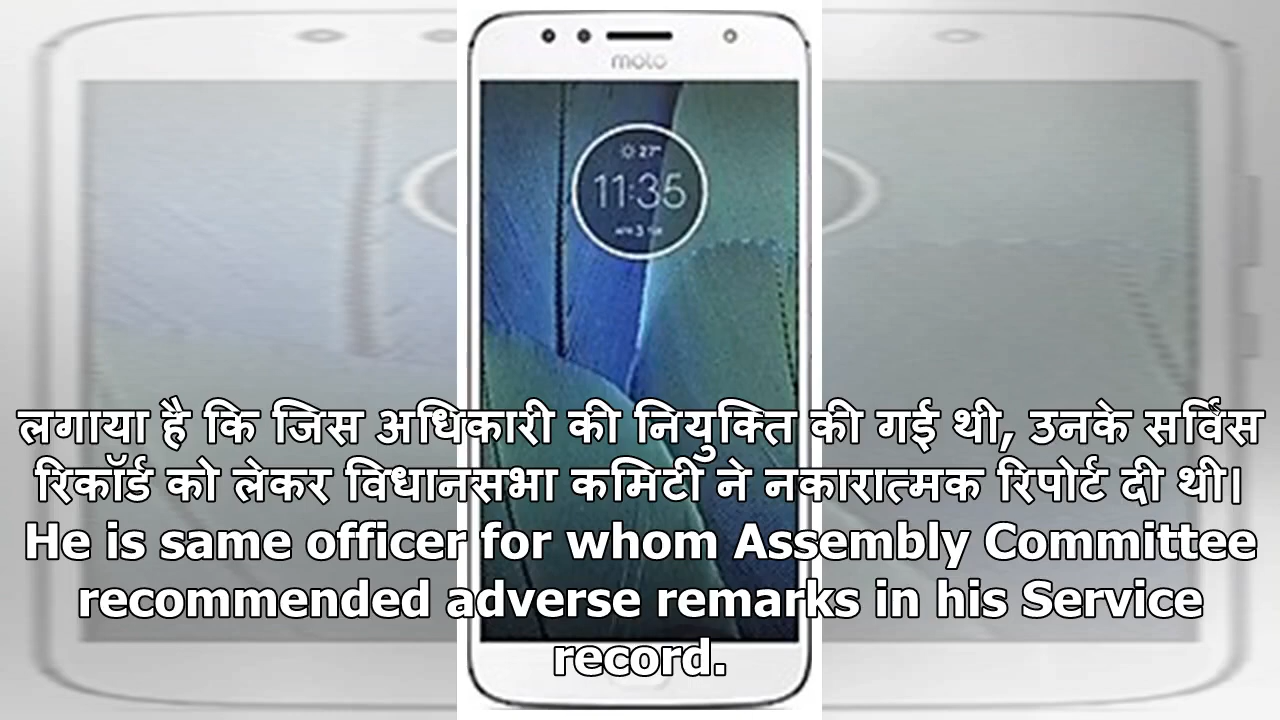 moto
27°
11:35
लगाया है कि जिस अधिकारी की नियुक्ति की गई थी, उनके सर्विस
रिकॉर्ड को लेकर विधानसभा कमिटी ने नकारात्मक रिपोर्ट दी थी।
He is same officer for whom Assembly Committee
recommended adverse remarks in his Service
record.